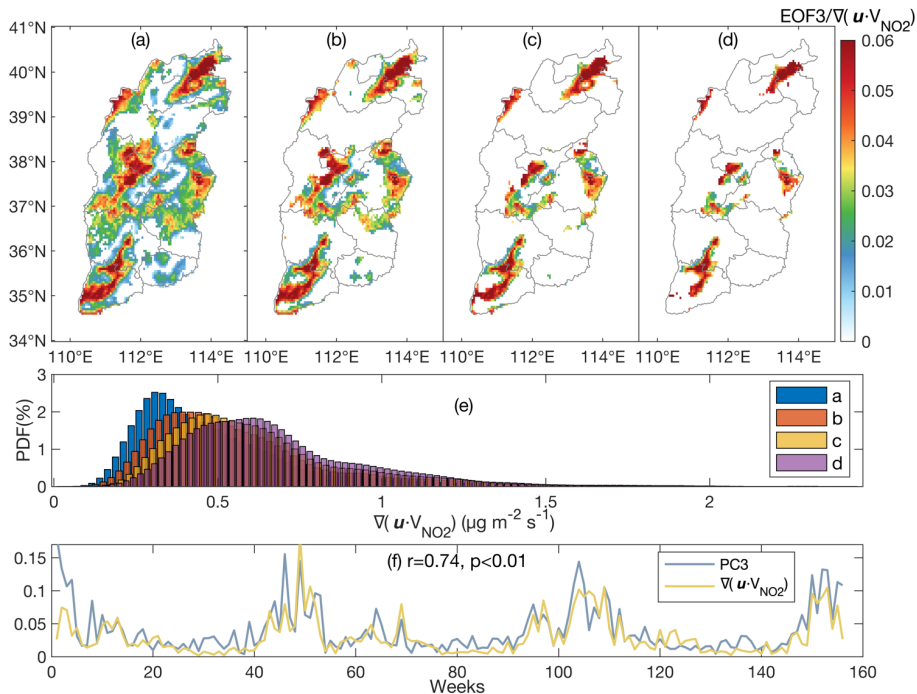 EOF3/∇(u·V_NO2)
(a) (b) (c) (d)
41°N
40°N
39°N
38°N
37°N
36°N
35°N
34°N
110°E 112°E 114°E 110°E 112°E 114°E 110°E 112°E 114°E 110°E 112°E 114°E
0.06
0.05
0.04
0.03
0.02
0.01
0
(e)
PDF(%)
3
2
1
0
a
b
c
d
0 0.5 1 1.5 2
∇(u·V_NO2) (μg m⁻² s⁻¹)
(f) r=0.74, p<0.01
0.15
0.1
0.05
0
PC3
∇(u·V_NO2)
0 20 40 60 80 100 120 140 160
Weeks